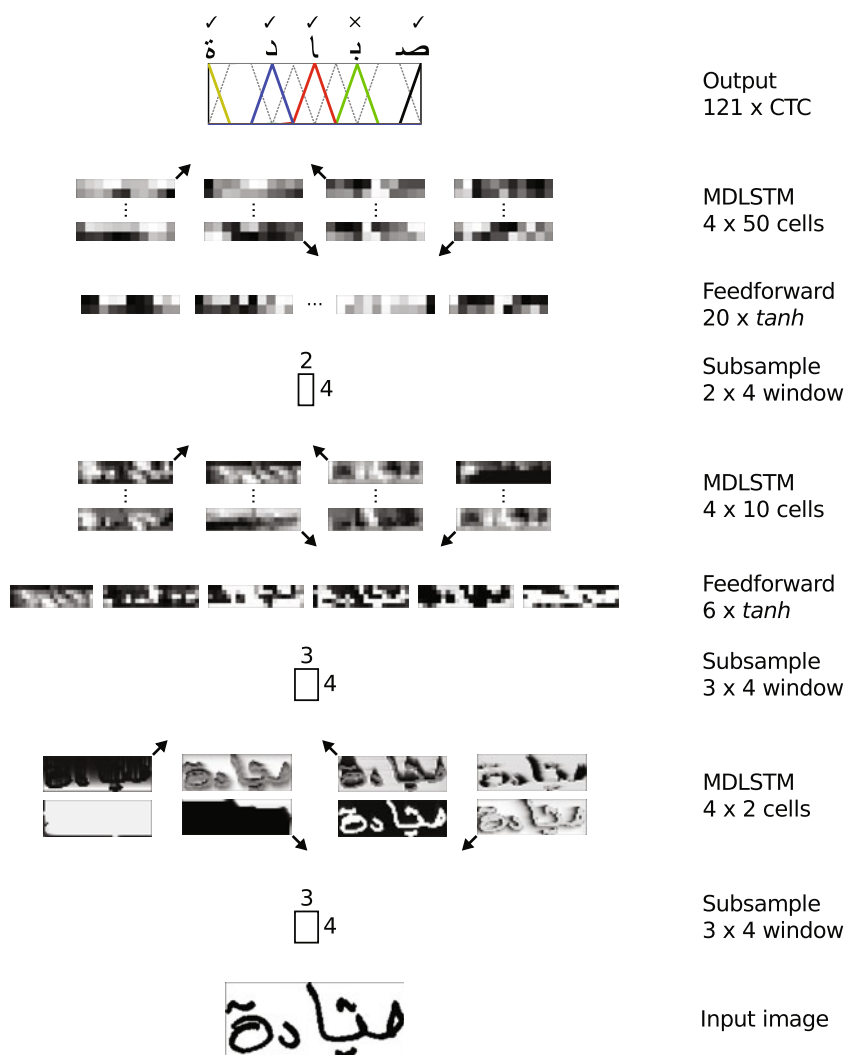 ✓ ✓ ✓ × ✓
ة د ا بـ صـ
Output
121 x CTC
MDLSTM
4 x 50 cells
...
Feedforward
20 x tanh
2
4
Subsample
2 x 4 window
MDLSTM
4 x 10 cells
Feedforward
6 x tanh
3
4
Subsample
3 x 4 window
MDLSTM
4 x 2 cells
3
4
Subsample
3 x 4 window
Input image